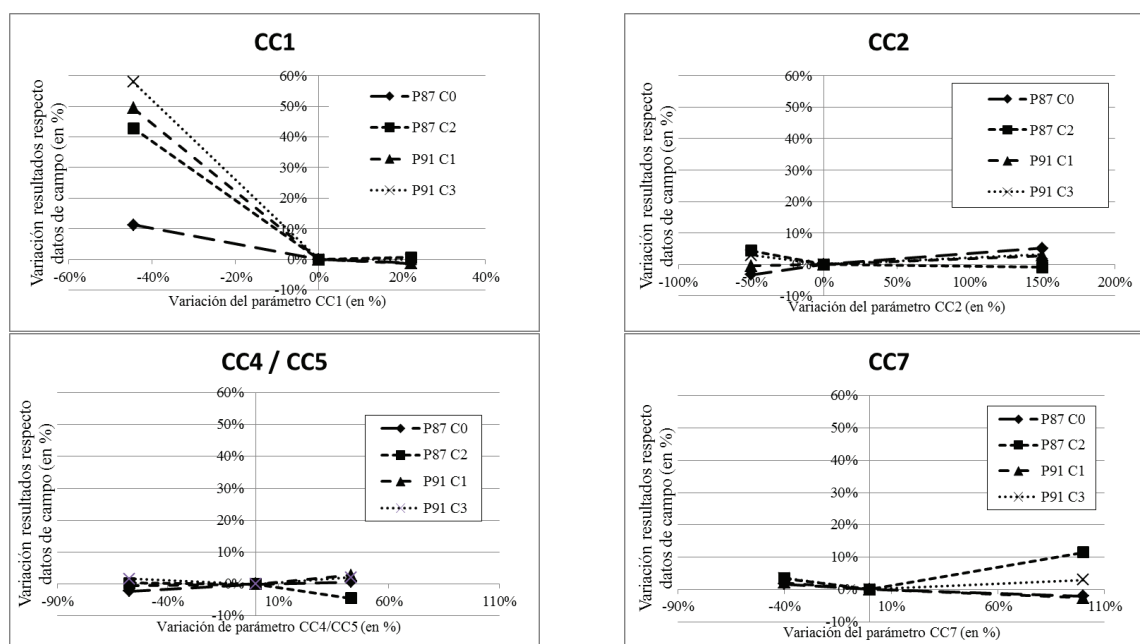 CC1
Variación resultados respecto
datos de campo (en %)
60%
50%
40%
30%
20%
10%
0%
-10%
-60%
-40%
-20%
0%
20%
40%
P87 C0
P87 C2
P91 C1
P91 C3
Variación del parámetro CC1 (en %)
CC2
Variación resultados respecto
datos de campo (en %)
60%
50%
40%
30%
20%
10%
0%
-10%
-100%
-50%
0%
50%
100%
150%
200%
P87 C0
P87 C2
P91 C1
P91 C3
Variación del parámetro CC2 (en %)
CC4 / CC5
Variación resultados respecto
datos de campo (en %)
60%
50%
40%
30%
20%
10%
0%
-10%
-90%
-40%
10%
60%
110%
P87 C0
P87 C2
P91 C1
P91 C3
Variación de parámetro CC4/CC5 (en %)
CC7
Variación resultados respecto
datos de campo (en %)
60%
50%
40%
30%
20%
10%
0%
-10%
-90%
-40%
10%
60%
110%
P87 C0
P87 C2
P91 C1
P91 C3
Variación del parámetro CC7 (en %)